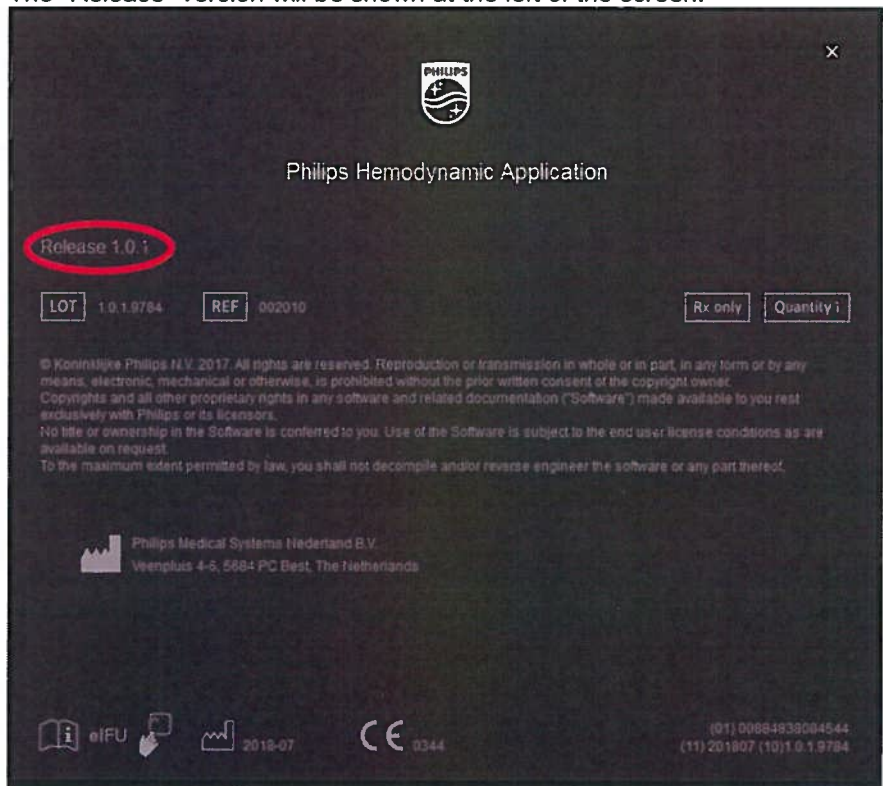 The "Release" version will be shown at the left of the screen.
PHILIPS
Philips Hemodynamic Application
Release 1.0.1
LOT 1.0.1.9784 REF 002010 Rx only Quantity 1
© Koninklijke Philips N.V. 2017. All rights are reserved. Reproduction or transmission in whole or in part, in any form or by any
means, electronic, mechanical or otherwise, is prohibited without the prior written consent of the copyright owner.
Copyrights and all other proprietary rights in any software and related documentation ("Software") made available to you rest
exclusively with Philips or its licensors.
No title or ownership in the Software is conferred to you. Use of the Software is subject to the end user license conditions as are
available on request.
To the maximum extent permitted by law, you shall not decompile and/or reverse engineer the software or any part thereof.
Philips Medical Systems Nederland B.V.
Veenpluis 4-6, 5684 PC Best, The Netherlands
eIFU 2018-07 CE 0344
(01) 00884838084544
(11) 201807 (10)1.0.1.9784